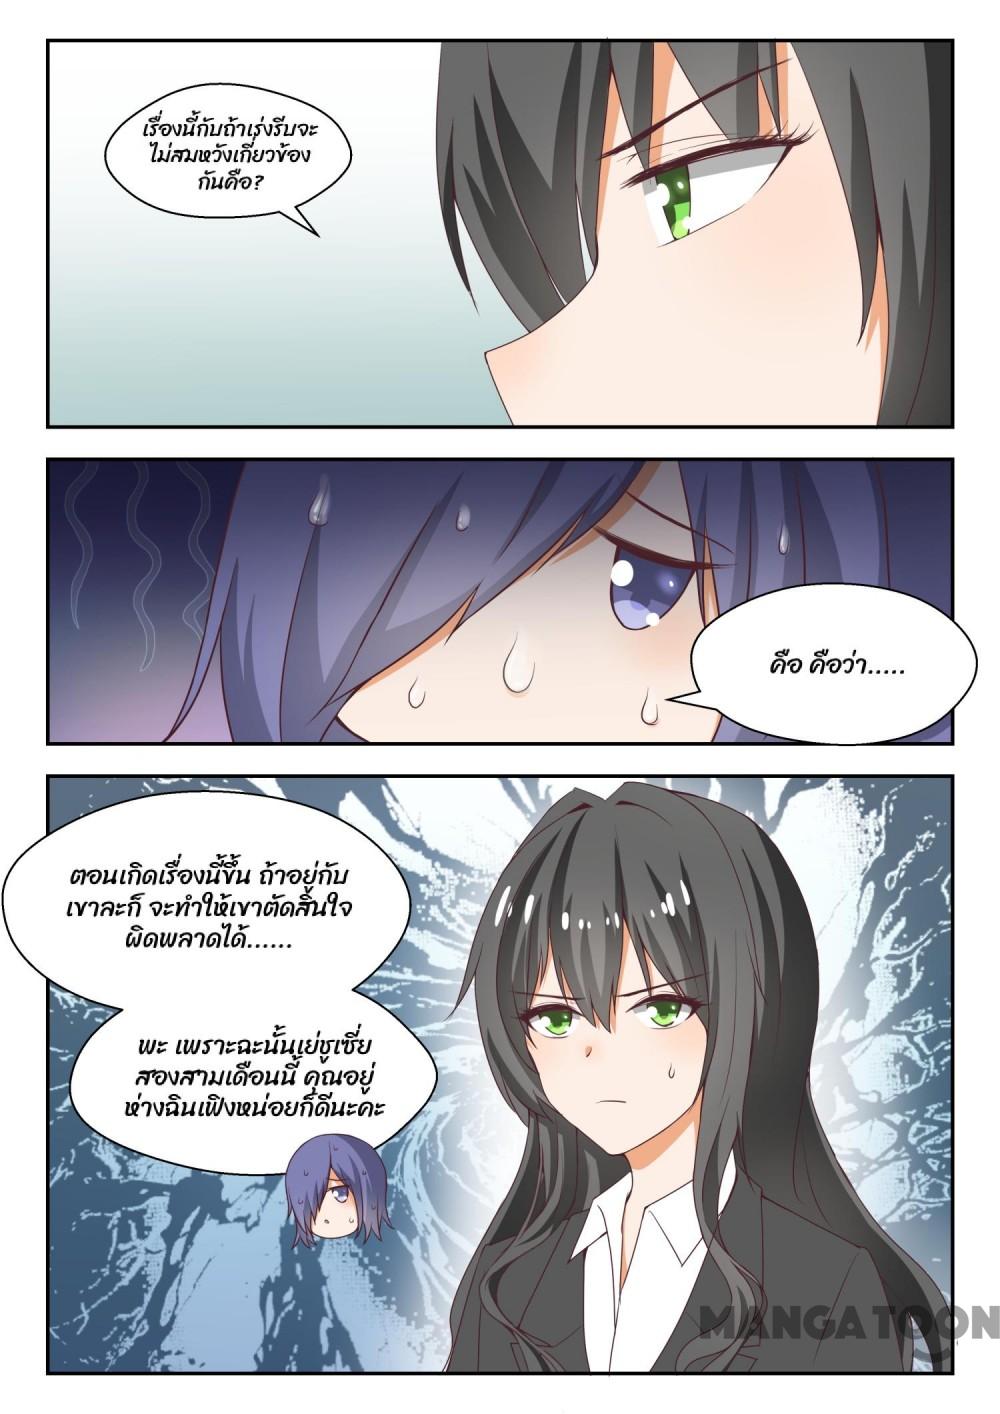 เรื่องนี้กับถ้าเร่งรีบจะ
ไม่สมหวังเกี่ยวข้อง
กันคือ?
คือ คือว่า.....
ตอนเกิดเรื่องนี้ขึ้น ถ้าอยู่กับ
เขาละก็ จะทำให้เขาตัดสินใจ
ผิดพลาดได้......
พะ เพราะฉะนั้นเย่ชูเซี่ย
สองสามเดือนนี้ คุณอยู่
ห่างฉินเฟิงหน่อยก็ดีนะคะ
MANGATOON